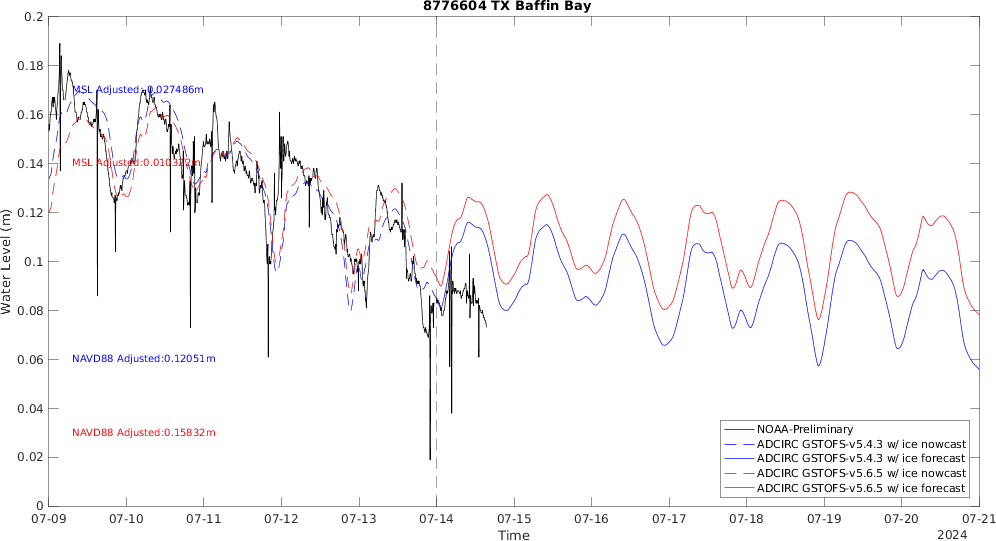 8776604 TX Baffin Bay
Water Level (m)
0.2
0.18
0.16
0.14
0.12
0.1
0.08
0.06
0.04
0.02
0
MSL Adjusted:-0.027486m
MSL Adjusted:0.010322m
NAVD88 Adjusted:0.12051m
NAVD88 Adjusted:0.15832m
NOAA-Preliminary
ADCIRC GSTOFS-v5.4.3 w/ ice nowcast
ADCIRC GSTOFS-v5.4.3 w/ ice forecast
ADCIRC GSTOFS-v5.6.5 w/ ice nowcast
ADCIRC GSTOFS-v5.6.5 w/ ice forecast
07-09 07-10 07-11 07-12 07-13 07-14 07-15 07-16 07-17 07-18 07-19 07-20 07-21
Time
2024